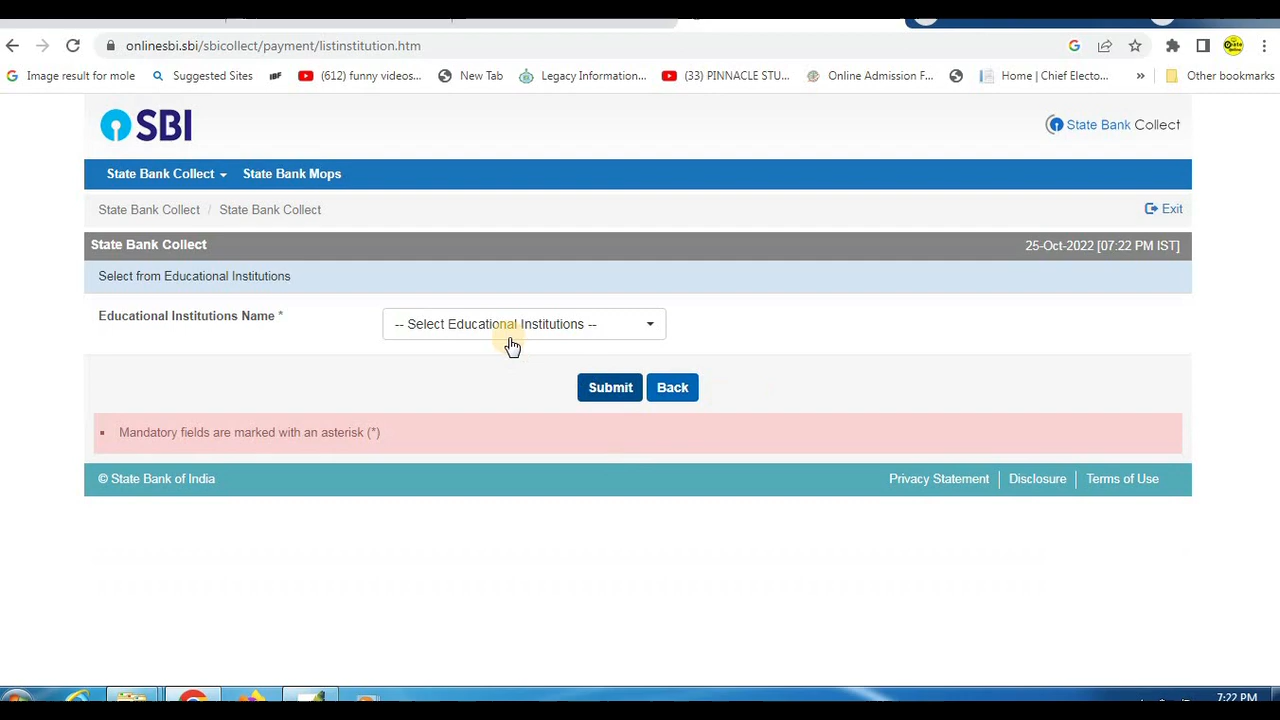 onlinesbi.sbi/sbicollect/payment/listinstitution.htm
Image result for mole Suggested Sites (612) funny videos... New Tab Legacy Information... (33) PINNACLE STU... Online Admission F... Home | Chief Electo... » Other bookmarks
SBI
State Bank Collect
State Bank Collect State Bank Mops
State Bank Collect / State Bank Collect Exit
State Bank Collect 25-Oct-2022 [07:22 PM IST]
Select from Educational Institutions
Educational Institutions Name * -- Select Educational Institutions --
Submit Back
Mandatory fields are marked with an asterisk (*)
© State Bank of India Privacy Statement Disclosure Terms of Use
7:22 PM